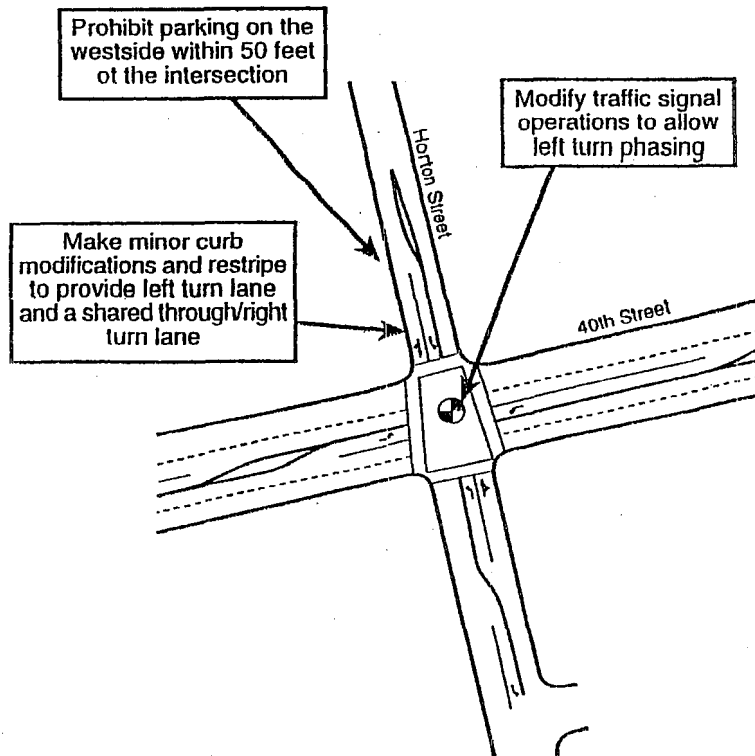 Prohibit parking on the
westside within 50 feet
ot the intersection
Modify traffic signal
operations to allow
left turn phasing
Horton Street
Make minor curb
modifications and restripe
to provide left turn lane
and a shared through/right
turn lane
40th Street